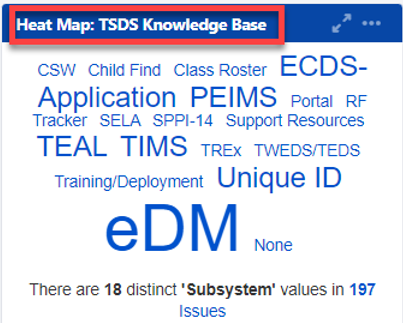 Heat Map: TSDS Knowledge Base
CSW Child Find Class Roster ECDS-
Application PEIMS Portal RF
Tracker SELA SPPI-14 Support Resources
TEAL TIMS TREx TWEDS/TEDS
Training/Deployment Unique ID
eDM None
There are 18 distinct 'Subsystem' values in 197
Issues